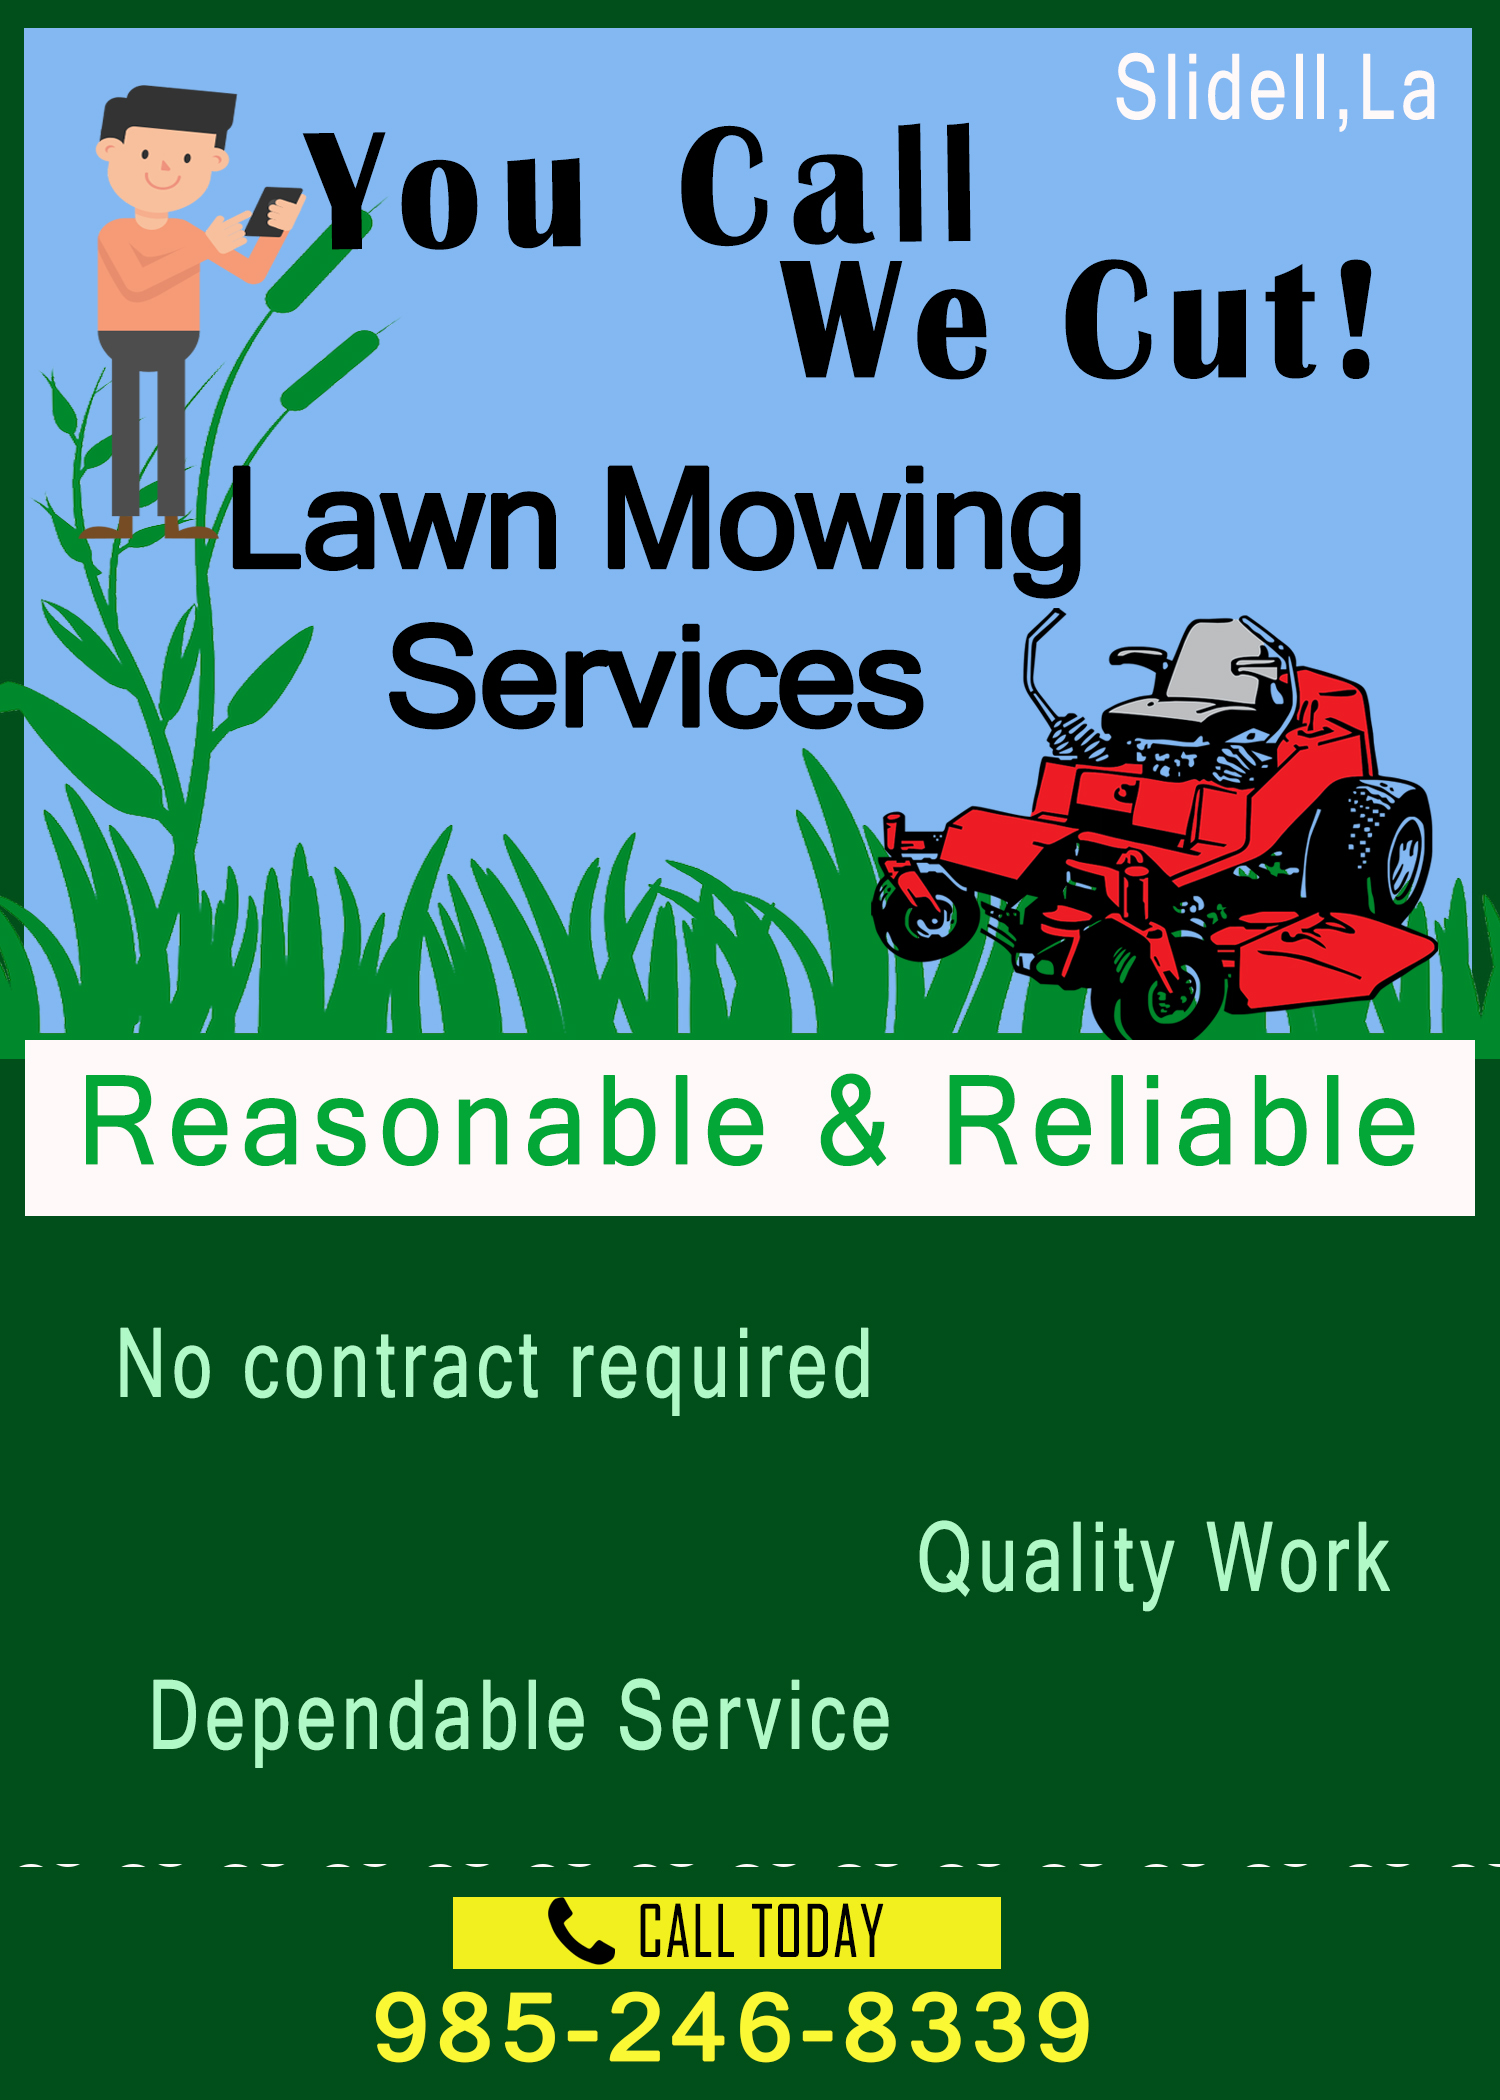 Slidell,La
You Call
We Cut!
Lawn Mowing
Services
Reasonable & Reliable
No contract required
Quality Work
Dependable Service
CALL TODAY
985-246-8339